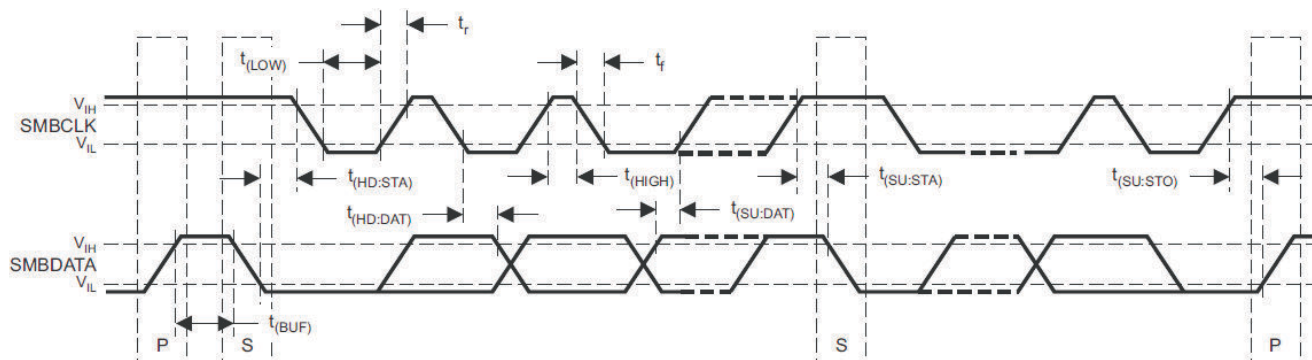 t_r
t_(LOW)
t_f
V_IH
SMBCLK
V_IL
t_(HD:STA)
t_(HIGH)
t_(SU:STA)
t_(SU:STO)
t_(HD:DAT)
t_(SU:DAT)
V_IH
SMBDATA
V_IL
t_(BUF)
P
S
S
P